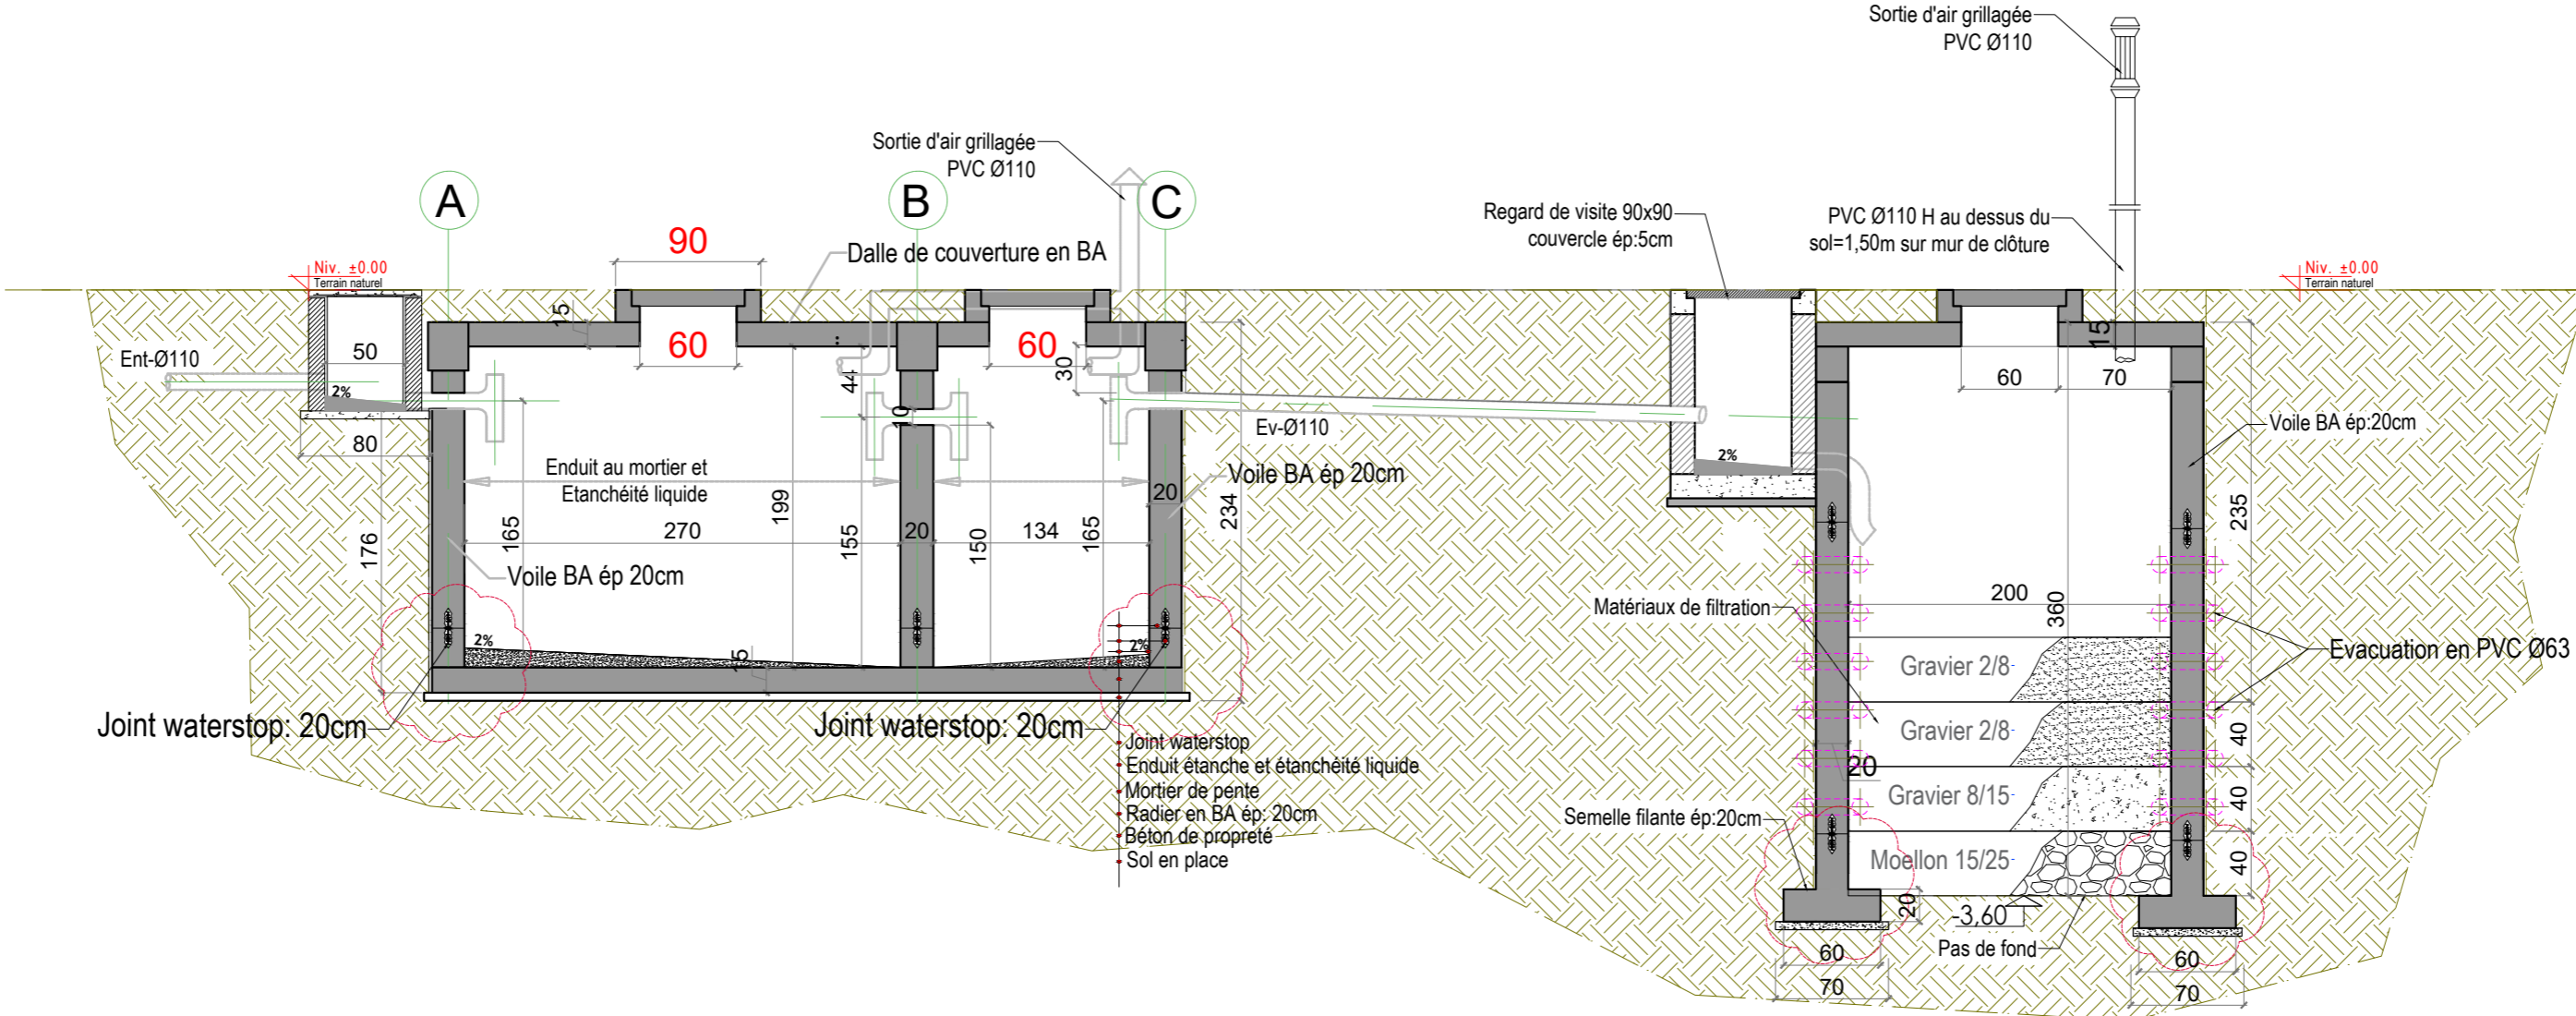 Sortie d'air grillagée
PVC Ø110
Sortie d'air grillagée
PVC Ø110
A
B
C
Regard de visite 90x90
couvercle ép:5cm
PVC Ø110 H au dessus du
sol=1,50m sur mur de clôture
90
Dalle de couverture en BA
Niv. ±0.00
Terrain naturel
Niv. ±0.00
Terrain naturel
15
60
60
30
44
10
Ent-Ø110
50
2%
80
15
60
70
Ev-Ø110
Voile BA ép:20cm
Enduit au mortier et
Etanchéité liquide
Voile BA ép 20cm
2%
20
176
165
270
199
155
20
150
134
165
234
235
Voile BA ép 20cm
200
360
Matériaux de filtration
2%
15
2%
Gravier 2/8
Evacuation en PVC Ø63
Joint waterstop: 20cm
Joint waterstop: 20cm
Joint waterstop
Enduit étanche et étanchéité liquide
Mortier de pente
Radier en BA ép: 20cm
Béton de propreté
Sol en place
Gravier 2/8
40
20
Gravier 8/15
40
Semelle filante ép:20cm
Moellon 15/25
40
20
-3,60
Pas de fond
60
70
60
70